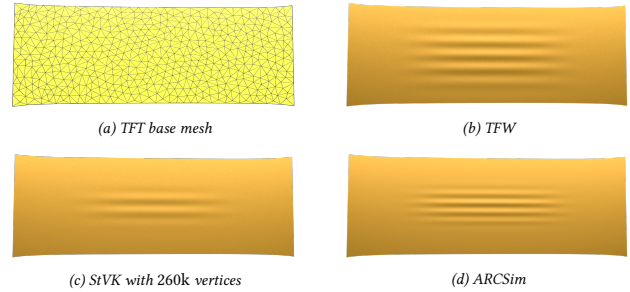 (a) TFT base mesh
(b) TFW
(c) StVK with 260k vertices
(d) ARCSim